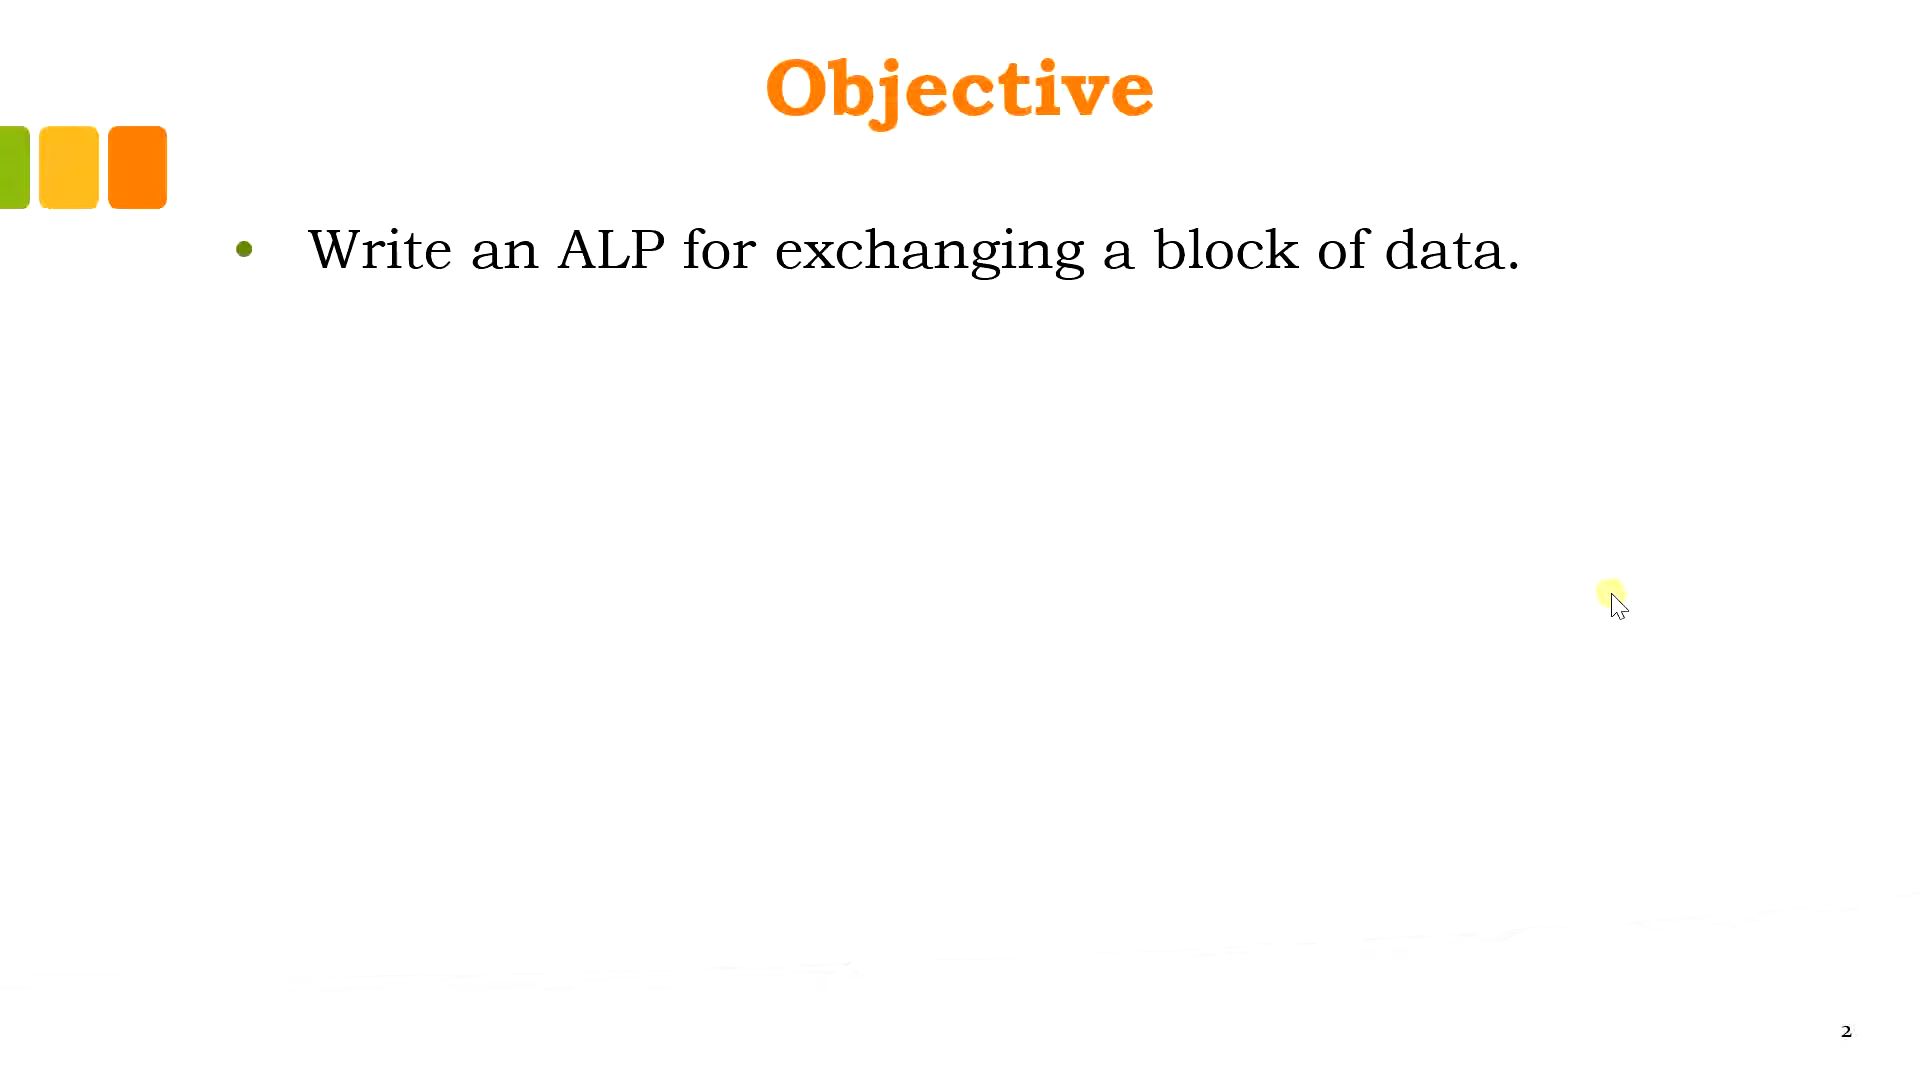 Objective
• Write an ALP for exchanging a block of data.
2